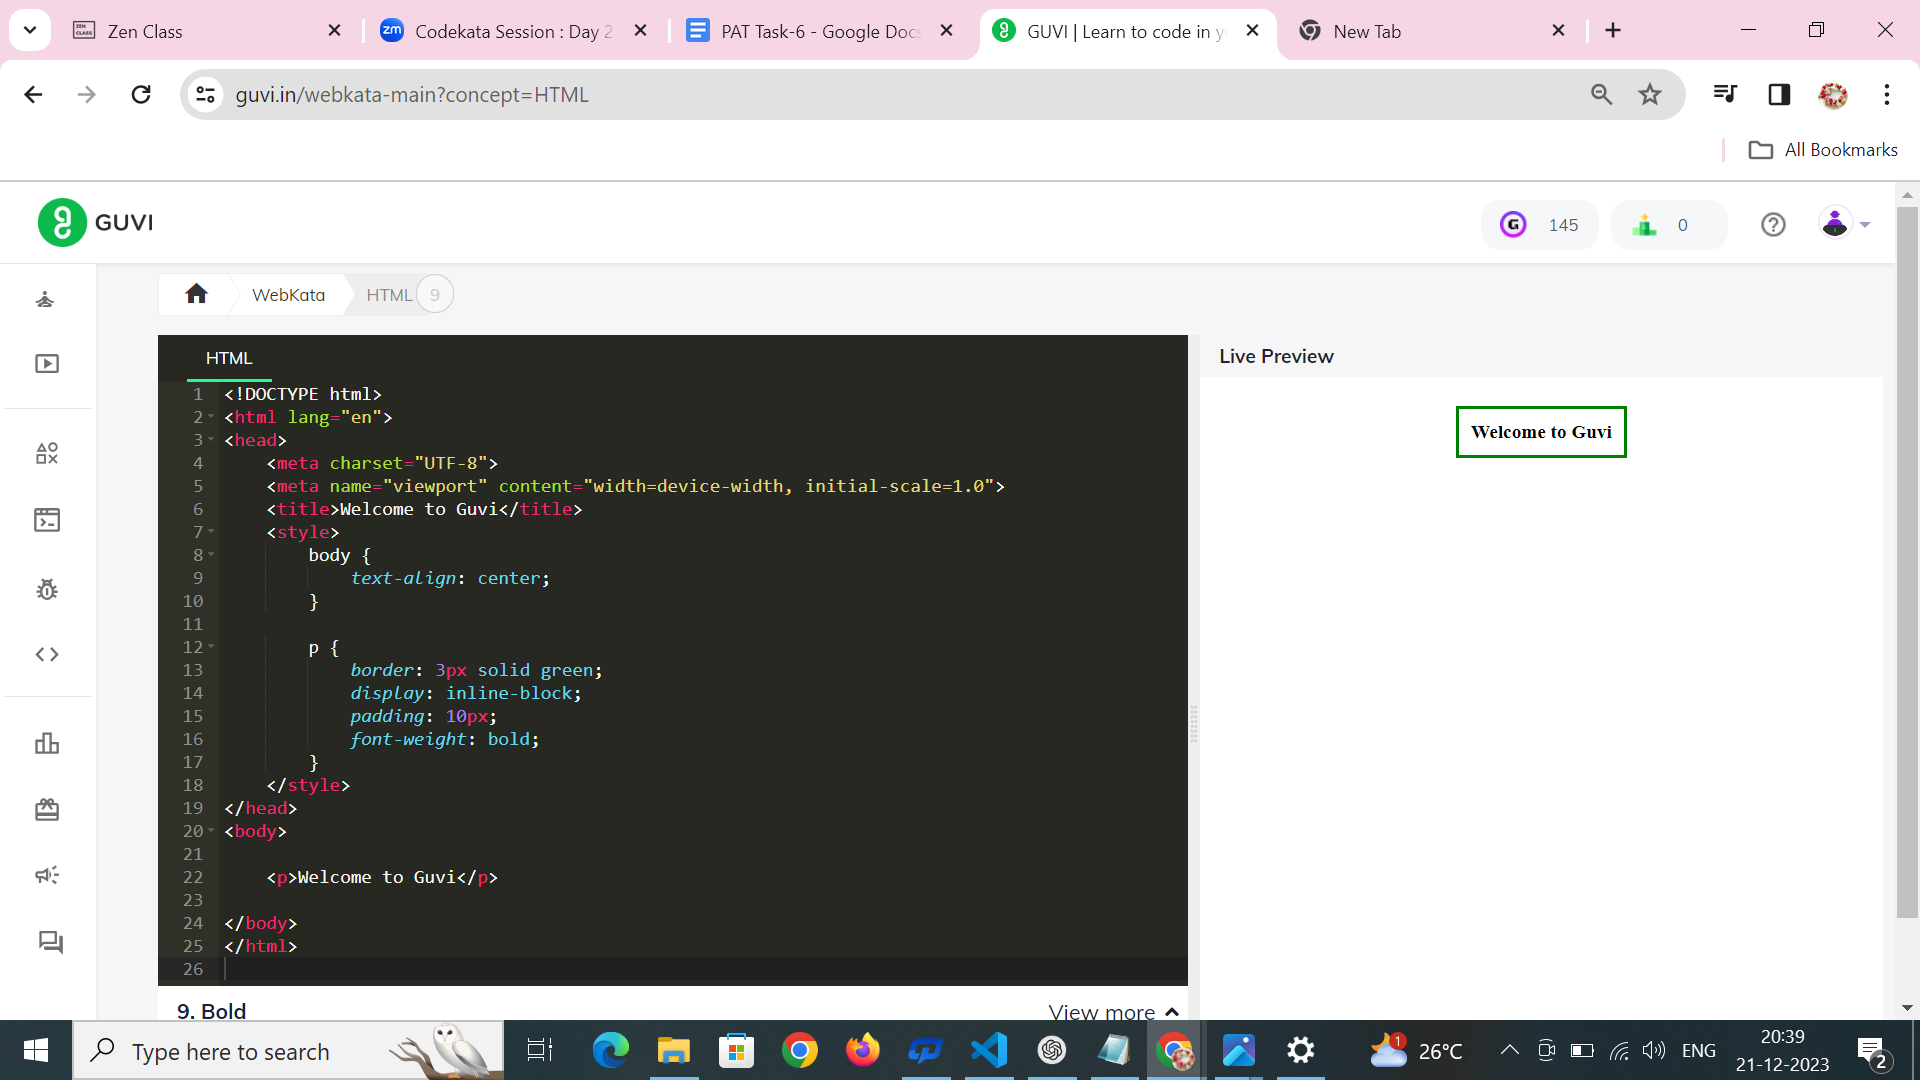 Zen Class
Codekata Session : Day 2
PAT Task-6 - Google Docs
GUVI | Learn to code in y
New Tab
guvi.in/webkata-main?concept=HTML
All Bookmarks
GUVI
G 145
0
WebKata
HTML 9
HTML
Live Preview
1 <!DOCTYPE html>
2 <html lang="en">
3 <head>
4 <meta charset="UTF-8">
5 <meta name="viewport" content="width=device-width, initial-scale=1.0">
6 <title>Welcome to Guvi</title>
7 <style>
8 body {
9 text-align: center;
10 }
11
12 p {
13 border: 3px solid green;
14 display: inline-block;
15 padding: 10px;
16 font-weight: bold;
17 }
18 </style>
19 </head>
20 <body>
21
22 <p>Welcome to Guvi</p>
23
24 </body>
25 </html>
26
Welcome to Guvi
9. Bold
View more
Type here to search
1
26°C
ENG
20:39
21-12-2023
2